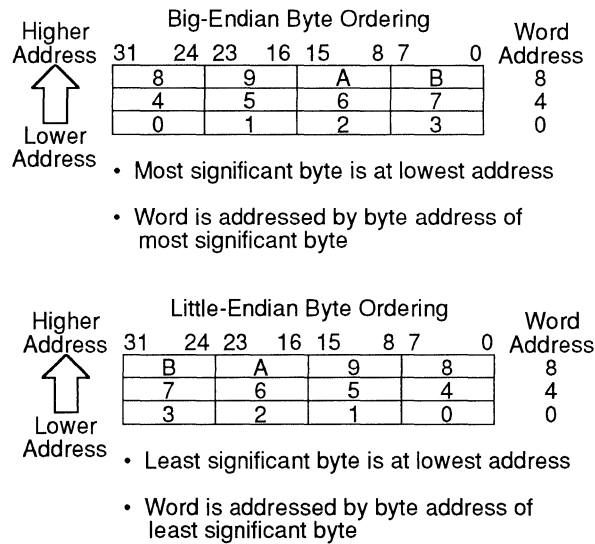 Big-Endian Byte Ordering
Higher Address
31 24 23 16 15 8 7 0
Word Address
8 9 A B 8
4 5 6 7 4
0 1 2 3 0
Lower Address
• Most significant byte is at lowest address
• Word is addressed by byte address of
most significant byte
Little-Endian Byte Ordering
Higher Address
31 24 23 16 15 8 7 0
Word Address
B A 9 8 8
7 6 5 4 4
3 2 1 0 0
Lower Address
• Least significant byte is at lowest address
• Word is addressed by byte address of
least significant byte